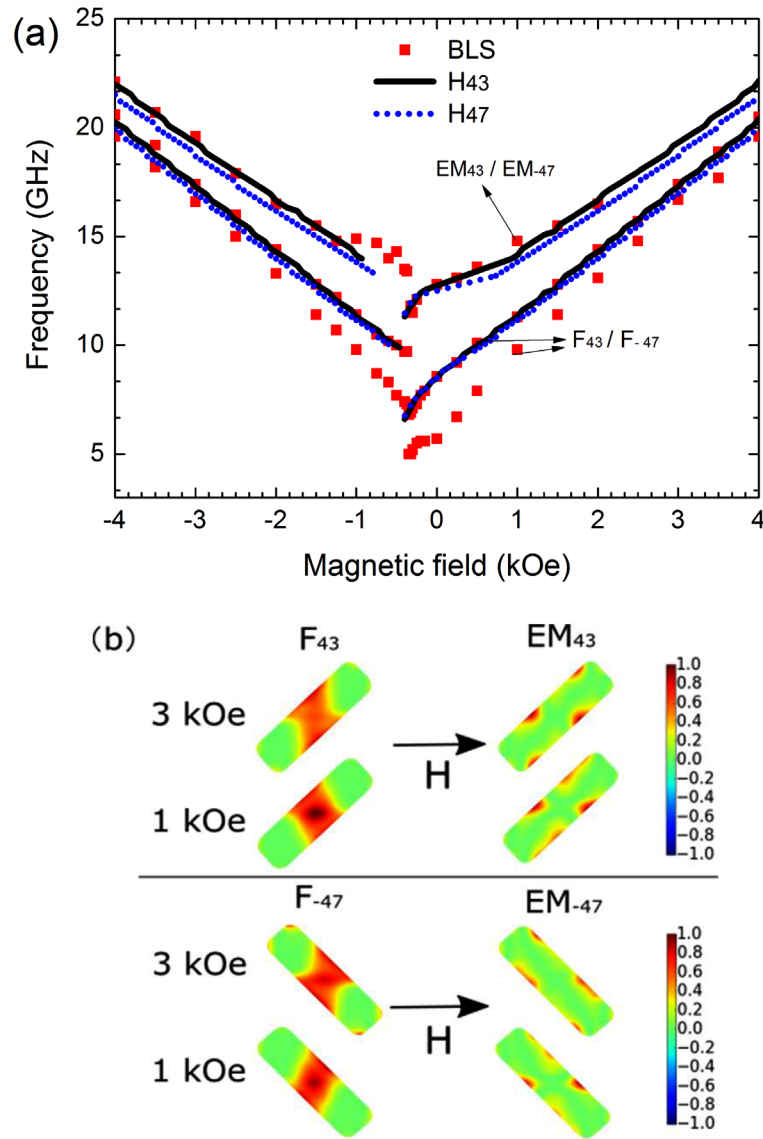 (a)
25
20
15
10
5
Frequency (GHz)
BLS
H43
H47
EM43 / EM-47
F43 / F-47
-4 -3 -2 -1 0 1 2 3 4
Magnetic field (kOe)
(b)
F43 EM43
3 kOe
H
1 kOe
1.0
0.8
0.6
0.4
0.2
0.0
−0.2
−0.4
−0.6
−0.8
−1.0
F-47 EM-47
3 kOe
H
1 kOe
1.0
0.8
0.6
0.4
0.2
0.0
−0.2
−0.4
−0.6
−0.8
−1.0